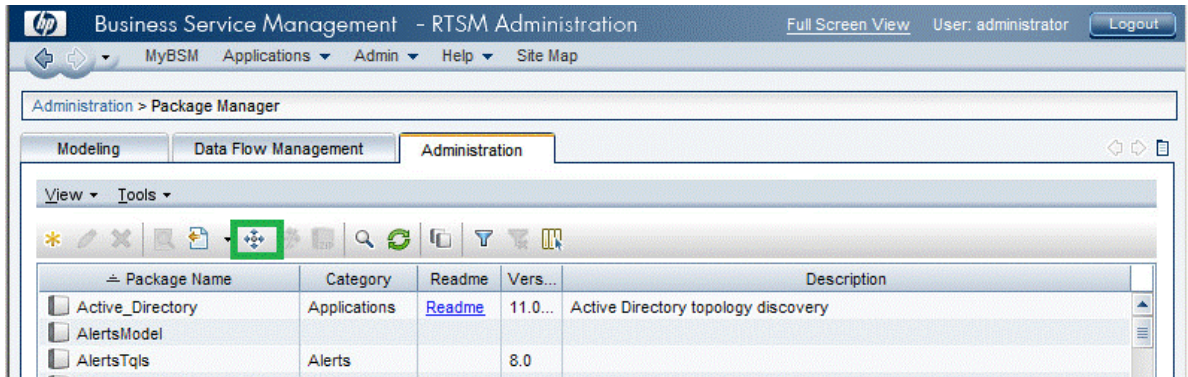 hp Business Service Management - RTSM Administration Full Screen View User: administrator Logout
MyBSM Applications Admin Help Site Map
Administration > Package Manager
Modeling Data Flow Management Administration
View Tools
Package Name Category Readme Vers... Description
Active_Directory Applications Readme 11.0... Active Directory topology discovery
AlertsModel
AlertsTqls Alerts 8.0